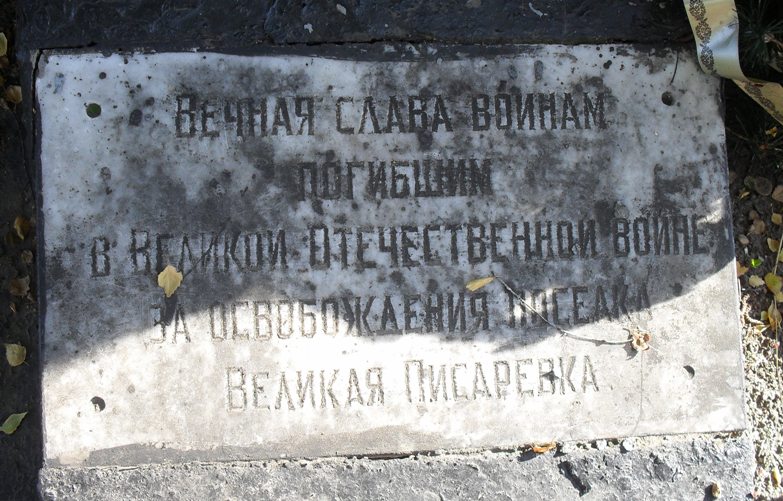 Вечная слава воинам
погибшим
в Великой Отечественной войне
за освобождения поселка
Великая Писаревка.